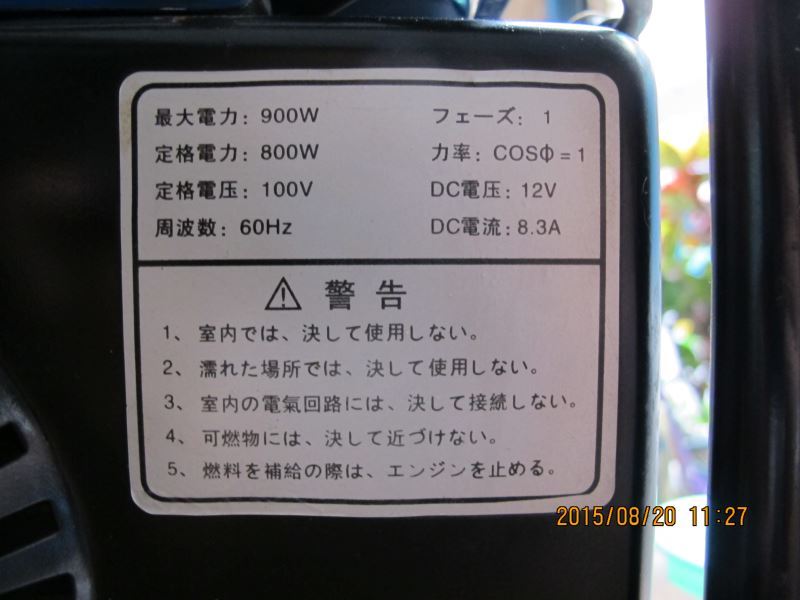 最大電力: 900W フェーズ: 1
定格電力: 800W 力率: COSΦ = 1
定格電圧: 100V DC電圧: 12V
周波数: 60Hz DC電流: 8.3A
⚠ 警告
1、室内では、決して使用しない。
2、濡れた場所では、決して使用しない。
3、室内の電氣回路には、決して接続しない。
4、可燃物には、決して近づけない。
5、燃料を補給の際は、エンジンを止める。
2015/08/20 11:27